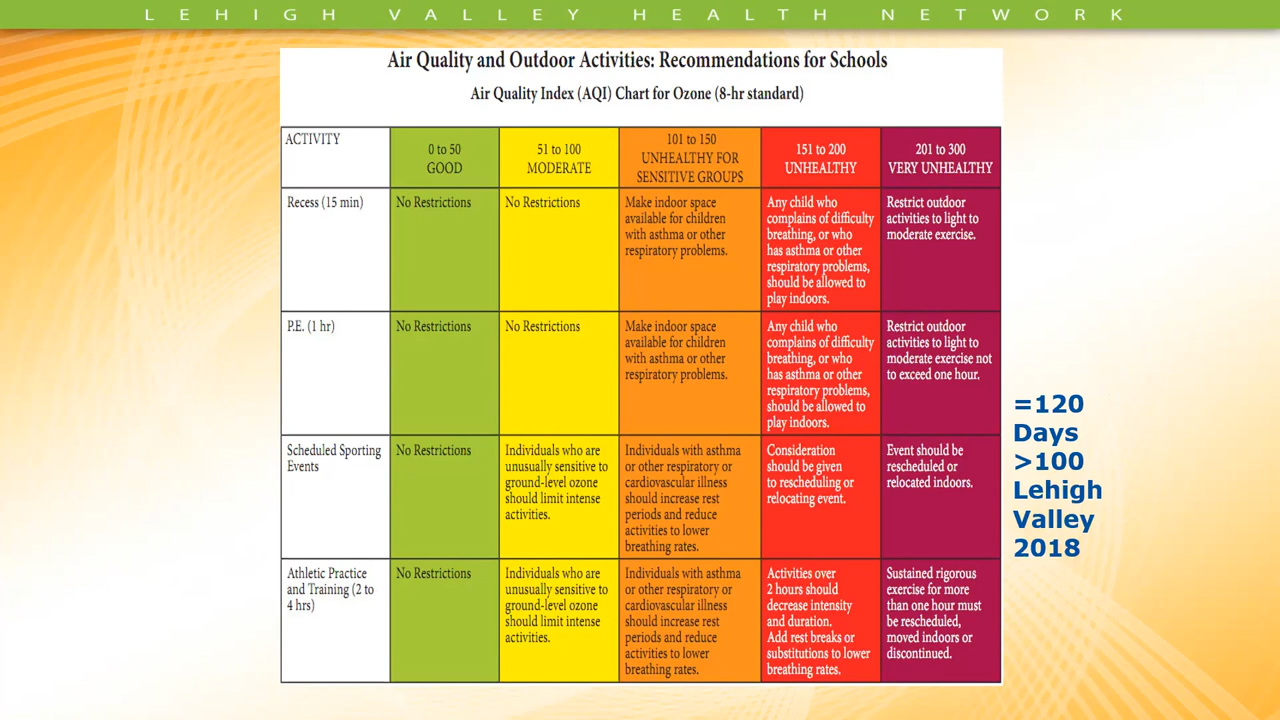 LEHIGH VALLEY HEALTH NETWORK
Air Quality and Outdoor Activities: Recommendations for Schools
Air Quality Index (AQI) Chart for Ozone (8-hr standard)
ACTIVITY
0 to 50
GOOD
51 to 100
MODERATE
101 to 150
UNHEALTHY FOR
SENSITIVE GROUPS
151 to 200
UNHEALTHY
201 to 300
VERY UNHEALTHY
Recess (15 min)
No Restrictions
No Restrictions
Make indoor space
available for children
with asthma or other
respiratory problems.
Any child who
complains of difficulty
breathing, or who
has asthma or other
respiratory problems,
should be allowed to
play indoors.
Restrict outdoor
activities to light to
moderate exercise.
P.E. (1 hr)
No Restrictions
No Restrictions
Make indoor space
available for children
with asthma or other
respiratory problems.
Any child who
complains of difficulty
breathing, or who
has asthma or other
respiratory problems,
should be allowed to
play indoors.
Restrict outdoor
activities to light to
moderate exercise not
to exceed one hour.
Scheduled Sporting
Events
No Restrictions
Individuals who are
unusually sensitive to
ground-level ozone
should limit intense
activities.
Individuals with asthma
or other respiratory or
cardiovascular illness
should increase rest
periods and reduce
activities to lower
breathing rates.
Consideration
should be given
to rescheduling or
relocating event.
Event should be
rescheduled or
relocated indoors.
Athletic Practice
and Training (2 to
4 hrs)
No Restrictions
Individuals who are
unusually sensitive to
ground-level ozone
should limit intense
activities.
Individuals with asthma
or other respiratory or
cardiovascular illness
should increase rest
periods and reduce
activities to lower
breathing rates.
Activities over
2 hours should
decrease intensity
and duration.
Add rest breaks or
substitutions to lower
breathing rates.
Sustained rigorous
exercise for more
than one hour must
be rescheduled,
moved indoors or
discontinued.
=120
Days
>100
Lehigh
Valley
2018